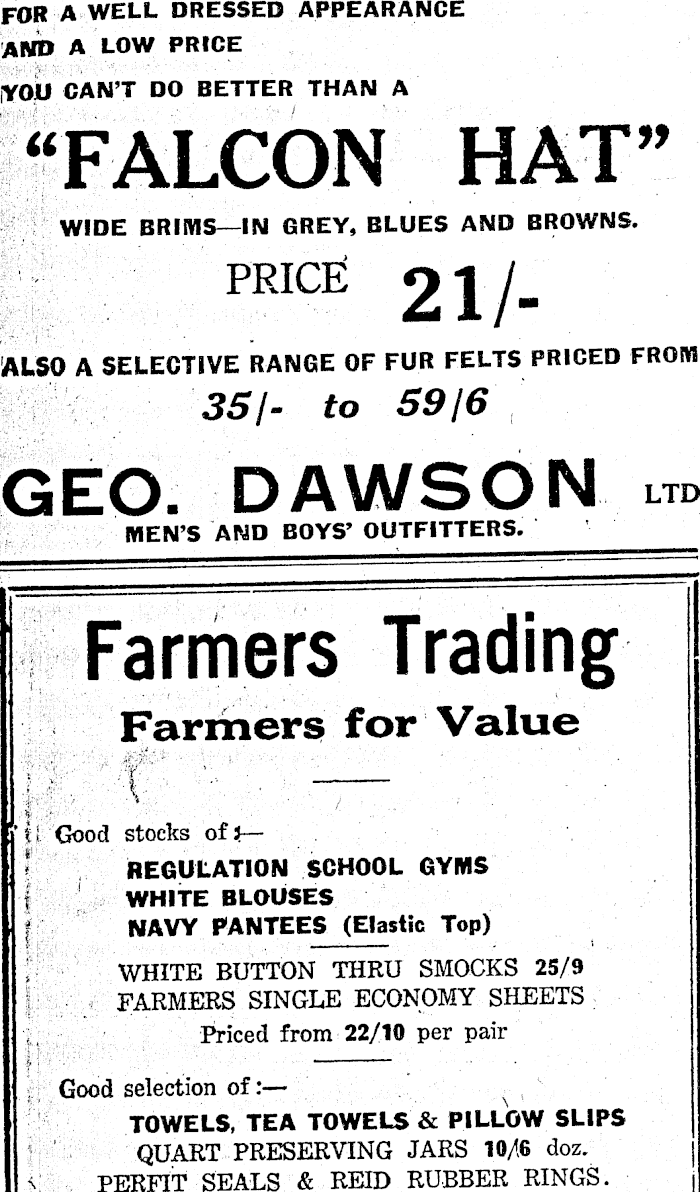 FOR A WELL DRESSED APPEARANCE
AND A LOW PRICE
YOU CAN'T DO BETTER THAN A
"FALCON HAT"
WIDE BRIMS—IN GREY, BLUES AND BROWNS.
PRICE 21/-
ALSO A SELECTIVE RANGE OF FUR FELTS PRICED FROM
35/- to 59/6
GEO. DAWSON LTD
MEN'S AND BOYS' OUTFITTERS.
Farmers Trading
Farmers for Value
Good stocks of :—
REGULATION SCHOOL GYMS
WHITE BLOUSES
NAVY PANTEES (Elastic Top)
WHITE BUTTON THRU SMOCKS 25/9
FARMERS SINGLE ECONOMY SHEETS
Priced from 22/10 per pair
Good selection of :—
TOWELS, TEA TOWELS & PILLOW SLIPS
QUART PRESERVING JARS 10/6 doz.
PERFIT SEALS & REID RUBBER RINGS.